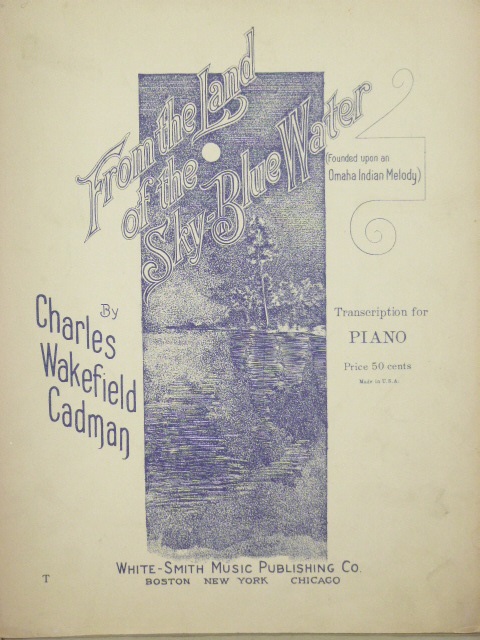 From the Land
of the
Sky-Blue Water
(Founded upon an
Omaha Indian Melody)
By
Charles
Wakefield
Cadman
Transcription for
PIANO
Price 50 cents
Made in U.S.A.
White-Smith Music Publishing Co.
BOSTON NEW YORK CHICAGO
T